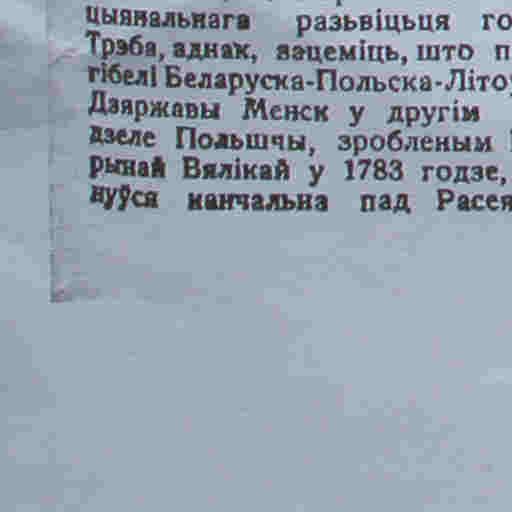 цыянальнага разьвіцьця го
Трэба, аднак, зацеміць, што п
гібелі Беларуска-Польска-Літоў
Дзяржавы Менск у другім
дзеле Польшчы, зробленым
рынай Вялікай у 1783 годзе,
нуўся канчальна пад Расея